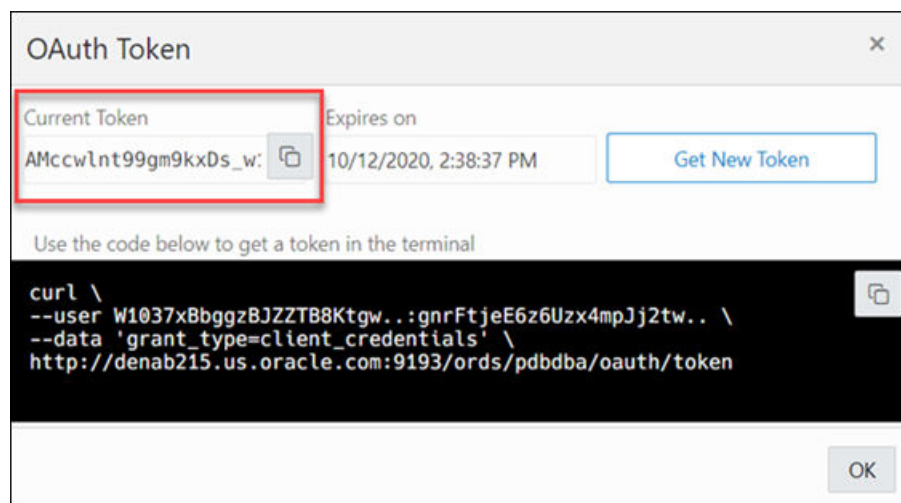 OAuth Token
Current Token
Expires on
AMccwlnt99gm9kxDs_w:
10/12/2020, 2:38:37 PM
Get New Token
Use the code below to get a token in the terminal
curl \
--user W1037xBbggzBJZZTB8Ktgw..:gnrFtjeE6z6Uzx4mpJj2tw.. \
--data 'grant_type=client_credentials' \
http://denab215.us.oracle.com:9193/ords/pdbdba/oauth/token
OK